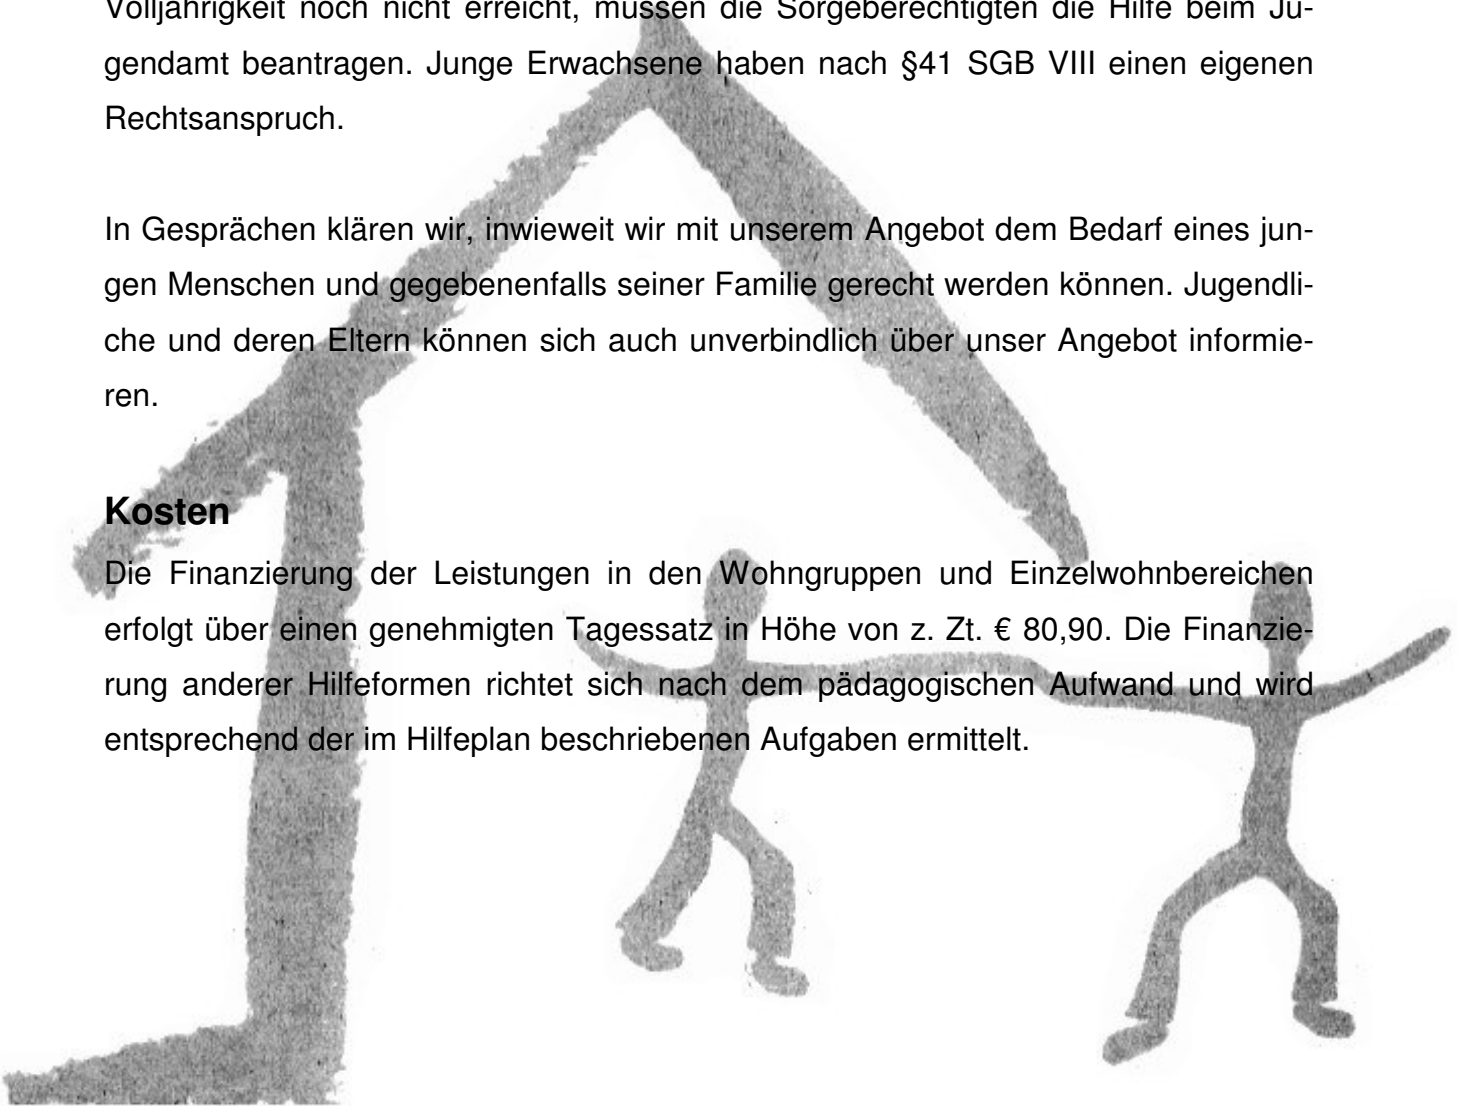 Volljährigkeit noch nicht erreicht, müssen die Sorgeberechtigten die Hilfe beim Ju-
gendamt beantragen. Junge Erwachsene haben nach §41 SGB VIII einen eigenen
Rechtsanspruch.
In Gesprächen klären wir, inwieweit wir mit unserem Angebot dem Bedarf eines jun-
gen Menschen und gegebenenfalls seiner Familie gerecht werden können. Jugendli-
che und deren Eltern können sich auch unverbindlich über unser Angebot informie-
ren.
Kosten
Die Finanzierung der Leistungen in den Wohngruppen und Einzelwohnbereichen
erfolgt über einen genehmigten Tagessatz in Höhe von z. Zt. € 80,90. Die Finanzie-
rung anderer Hilfeformen richtet sich nach dem pädagogischen Aufwand und wird
entsprechend der im Hilfeplan beschriebenen Aufgaben ermittelt.